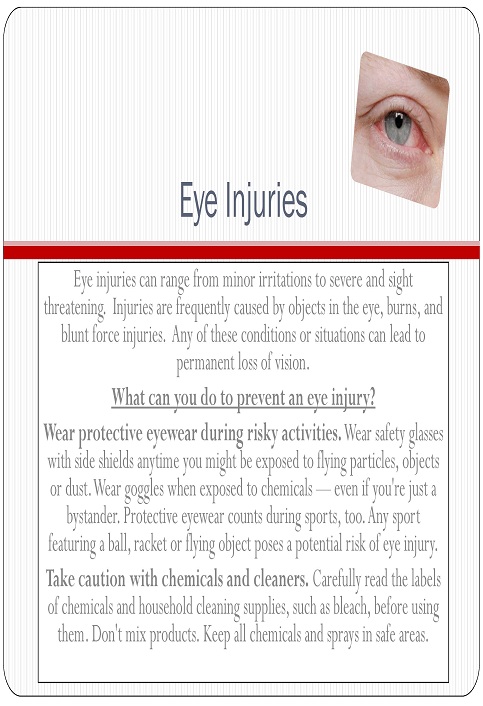 Eye Injuries
Eye injuries can range from minor irritations to severe and sight
threatening.  Injuries are frequently caused by objects in the eye, burns, and
blunt force injuries.  Any of these conditions or situations can lead to
permanent loss of vision.
What can you do to prevent an eye injury?
Wear protective eyewear during risky activities. Wear safety glasses
with side shields anytime you might be exposed to flying particles, objects
or dust. Wear goggles when exposed to chemicals — even if you're just a
bystander. Protective eyewear counts during sports, too. Any sport
featuring a ball, racket or flying object poses a potential risk of eye injury.
Take caution with chemicals and cleaners. Carefully read the labels
of chemicals and household cleaning supplies, such as bleach, before using
them. Don't mix products. Keep all chemicals and sprays in safe areas.